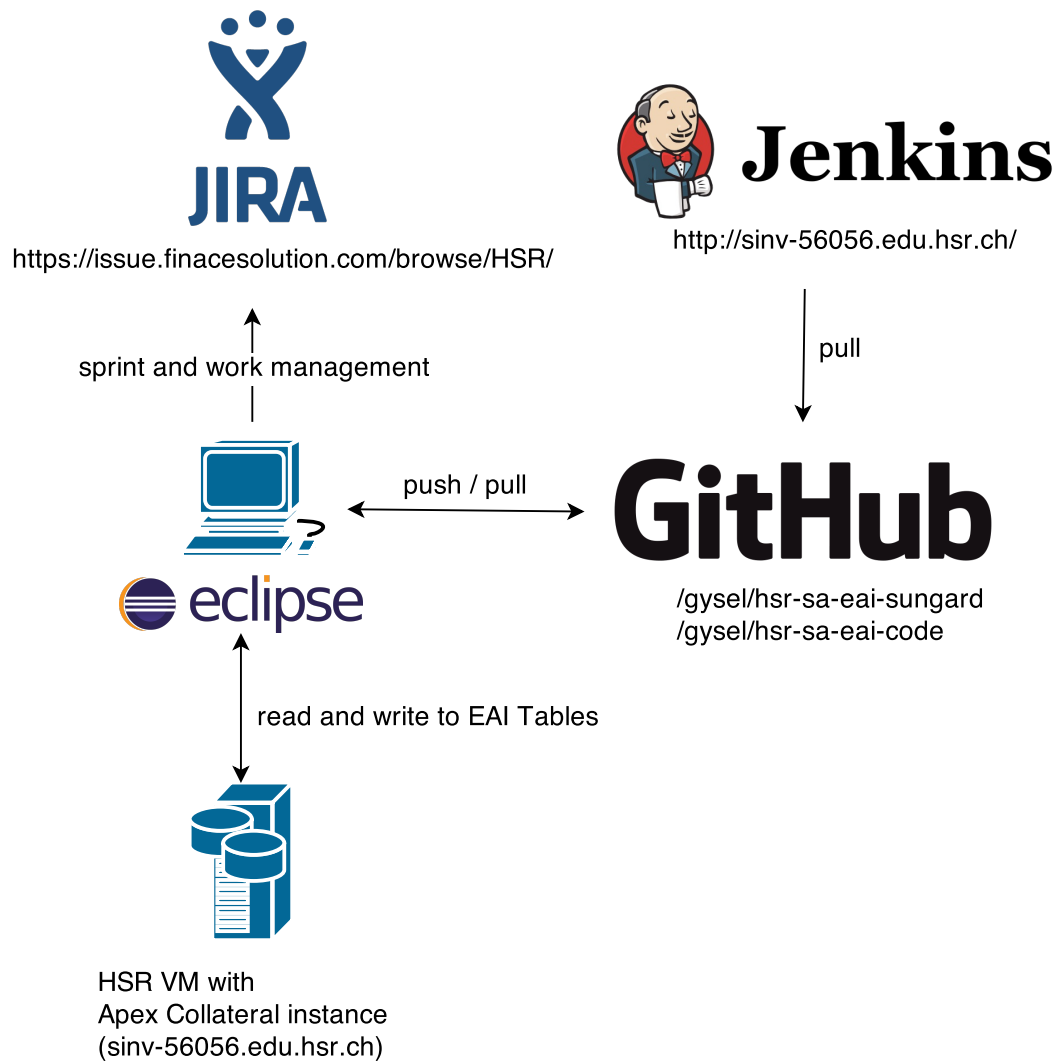 JIRA
https://issue.finacesolution.com/browse/HSR/
Jenkins
http://sinv-56056.edu.hsr.ch/
sprint and work management
pull
push / pull
GitHub
/gysel/hsr-sa-eai-sungard
/gysel/hsr-sa-eai-code
eclipse
read and write to EAI Tables
HSR VM with
Apex Collateral instance
(sinv-56056.edu.hsr.ch)